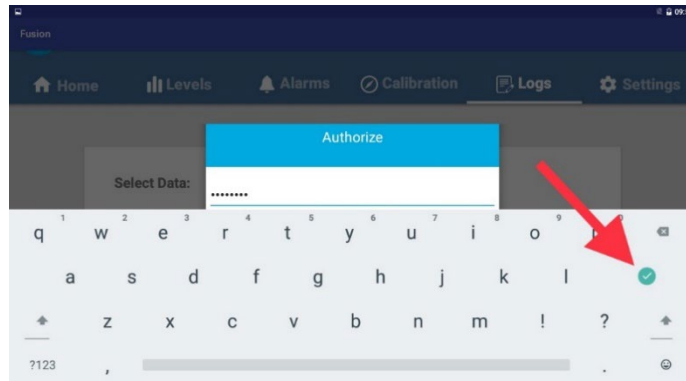 09:
Fusion
Home Levels Alarms Calibration Logs Settings
Authorize
Select Data:
........
1 2 3 4 5 6 7 8 9
q w e r t y u i o
a s d f g h j k l
z x c v b n m ! ?
?123 , .